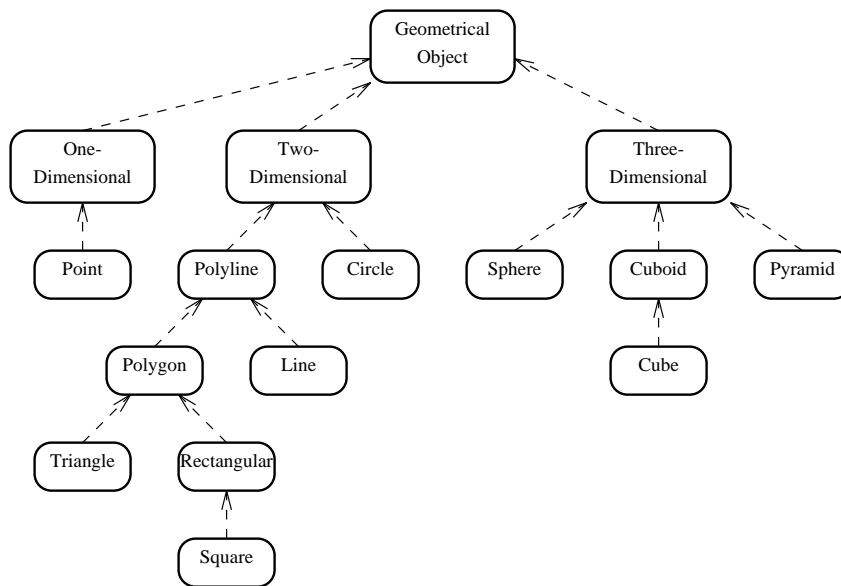 Geometrical
Object
One-
Dimensional
Two-
Dimensional
Three-
Dimensional
Point
Polyline
Circle
Sphere
Cuboid
Pyramid
Polygon
Line
Cube
Triangle
Rectangular
Square